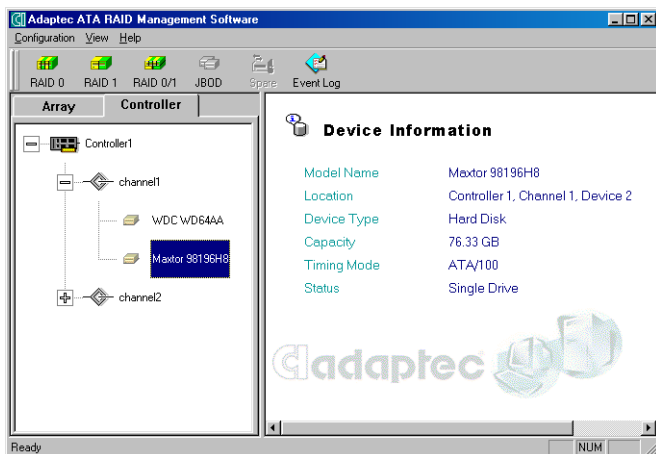 Adaptec ATA RAID Management Software
Configuration View Help
RAID 0 RAID 1 RAID 0/1 JBOD Spare Event Log
Array Controller
Controller1
channel1
WDC WD64AA
Maxtor 98196H8
channel2
Device Information
Model Name Maxtor 98196H8
Location Controller 1, Channel 1, Device 2
Device Type Hard Disk
Capacity 76.33 GB
Timing Mode ATA/100
Status Single Drive
adaptec
Ready NUM